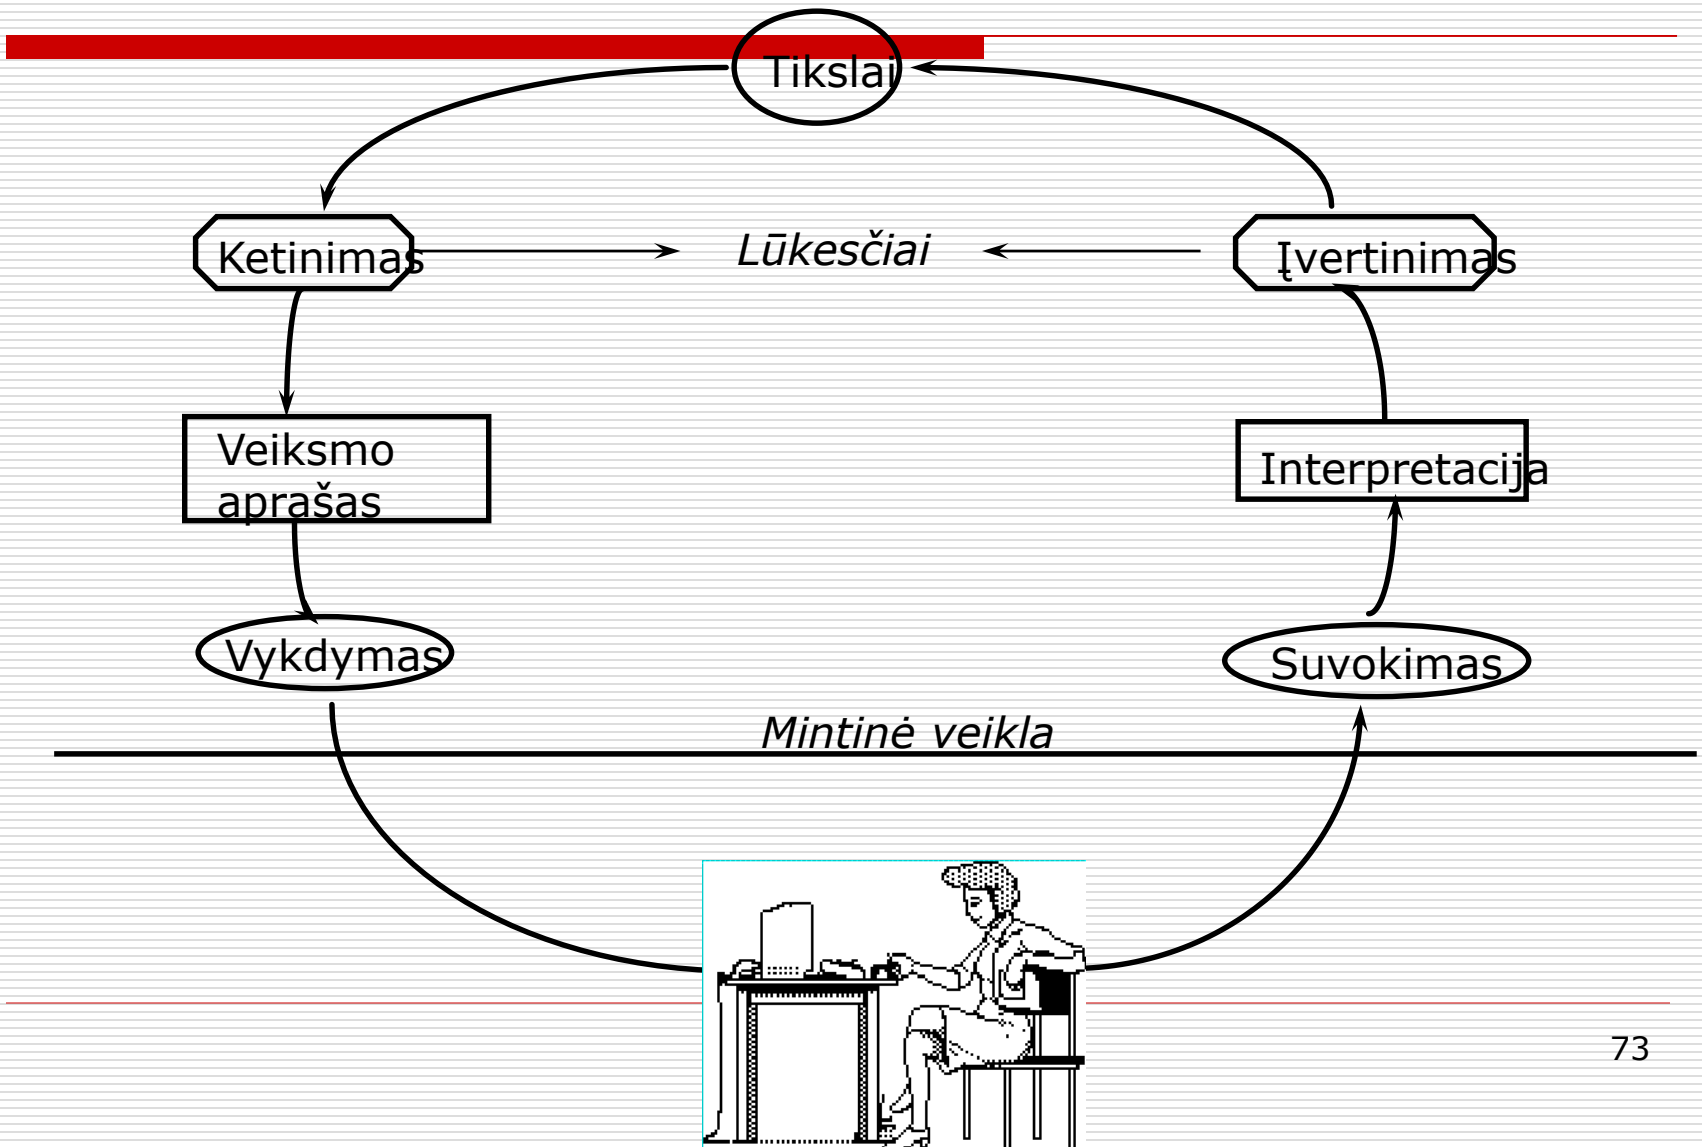 Tikslai
Ketinimas
Lūkesčiai
Įvertinimas
Veiksmo
aprašas
Interpretacija
Vykdymas
Suvokimas
Mintinė veikla
73